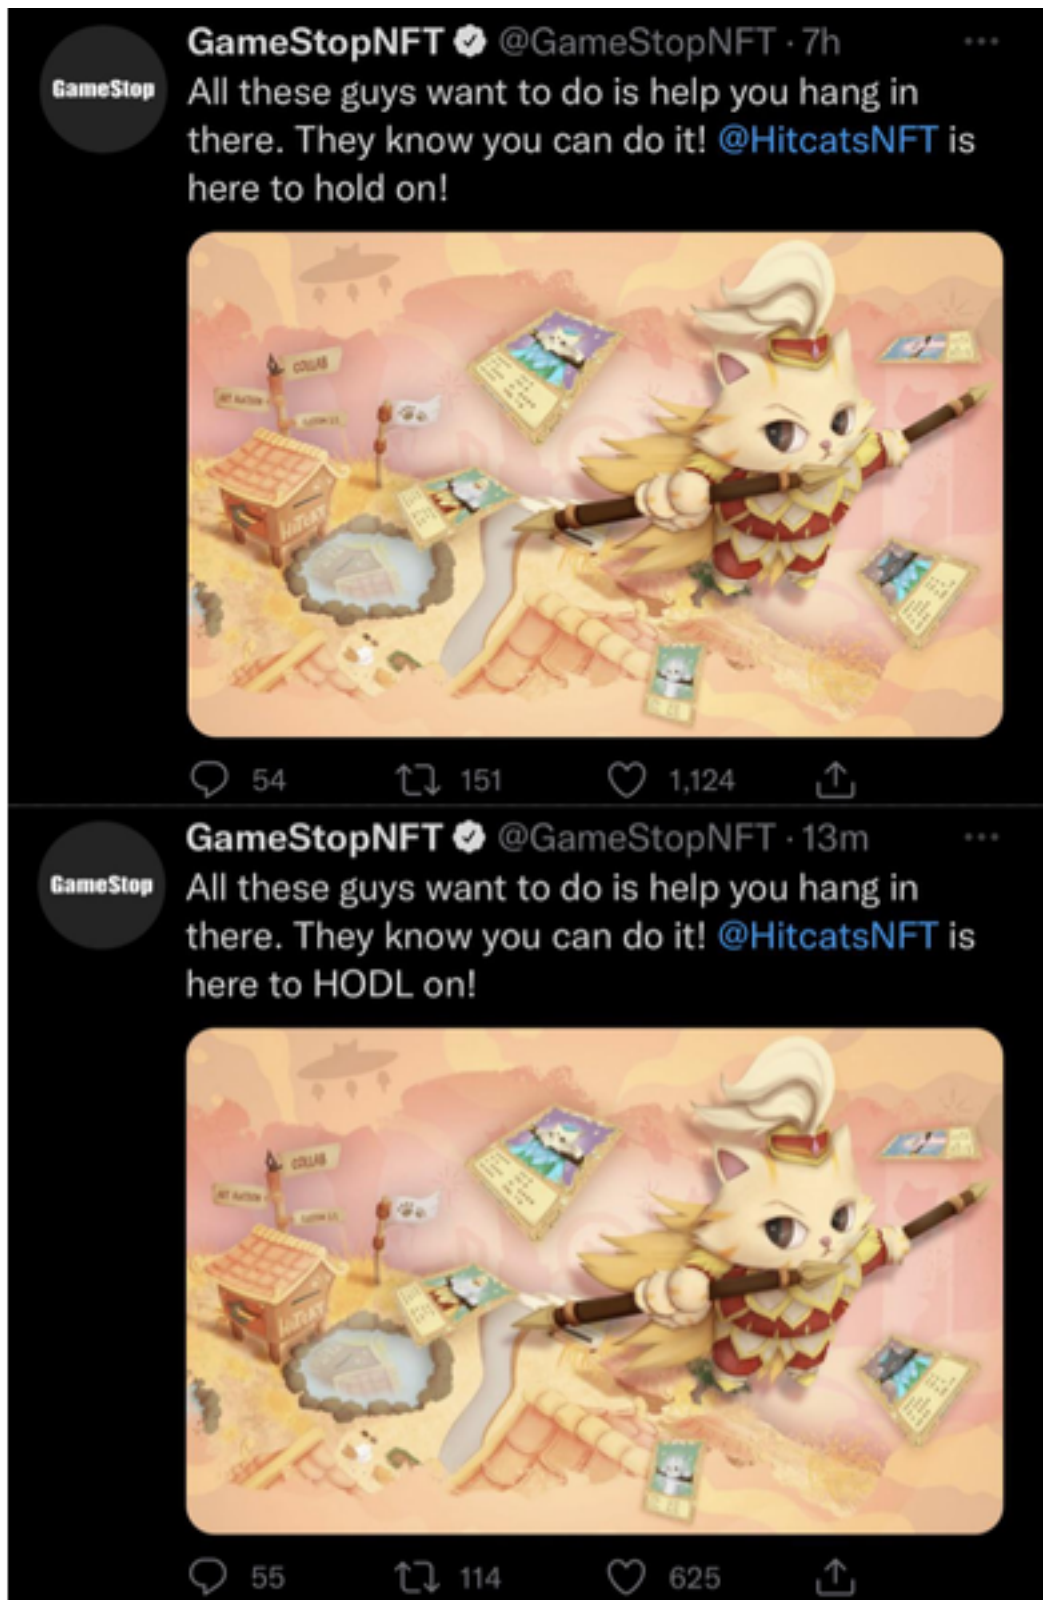 GameStopNFT @GameStopNFT · 7h
GameStop
All these guys want to do is help you hang in
there. They know you can do it! @HitcatsNFT is
here to hold on!
COLLAB
54 151 1,124
GameStopNFT @GameStopNFT · 13m
GameStop
All these guys want to do is help you hang in
there. They know you can do it! @HitcatsNFT is
here to HODL on!
COLLAB
55 114 625